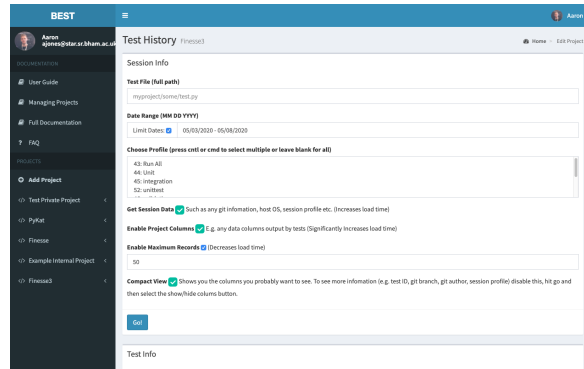 BEST
Aaron
Aaron
ajones@star.sr.bham.ac.uk
DOCUMENTATION
User Guide
Managing Projects
Full Documentation
? FAQ
PROJECTS
Add Project
</> Test Private Project <
</> PyKat <
</> Finesse <
</> Example Internal Project <
</> Finesse3 <
Test History Finesse3
Home > Edit Project
Session Info
Test File (full path)
myproject/some/test.py
Date Range (MM DD YYYY)
Limit Dates: 05/03/2020 - 05/08/2020
Choose Profile (press cntl or cmd to select multiple or leave blank for all)
43: Run All
44: Unit
45: integration
52: unittest
Get Session Data Such as any git infomation, host OS, session profile etc. (Increases load time)
Enable Project Columns E.g. any data columns output by tests (Significantly Increases load time)
Enable Maximum Records (Decreases load time)
50
Compact View Shows you the columns you probably want to see. To see more infomation (e.g. test ID, git branch, git author, session profile) disable this, hit go and
then select the show/hide colums button.
Go!
Test Info